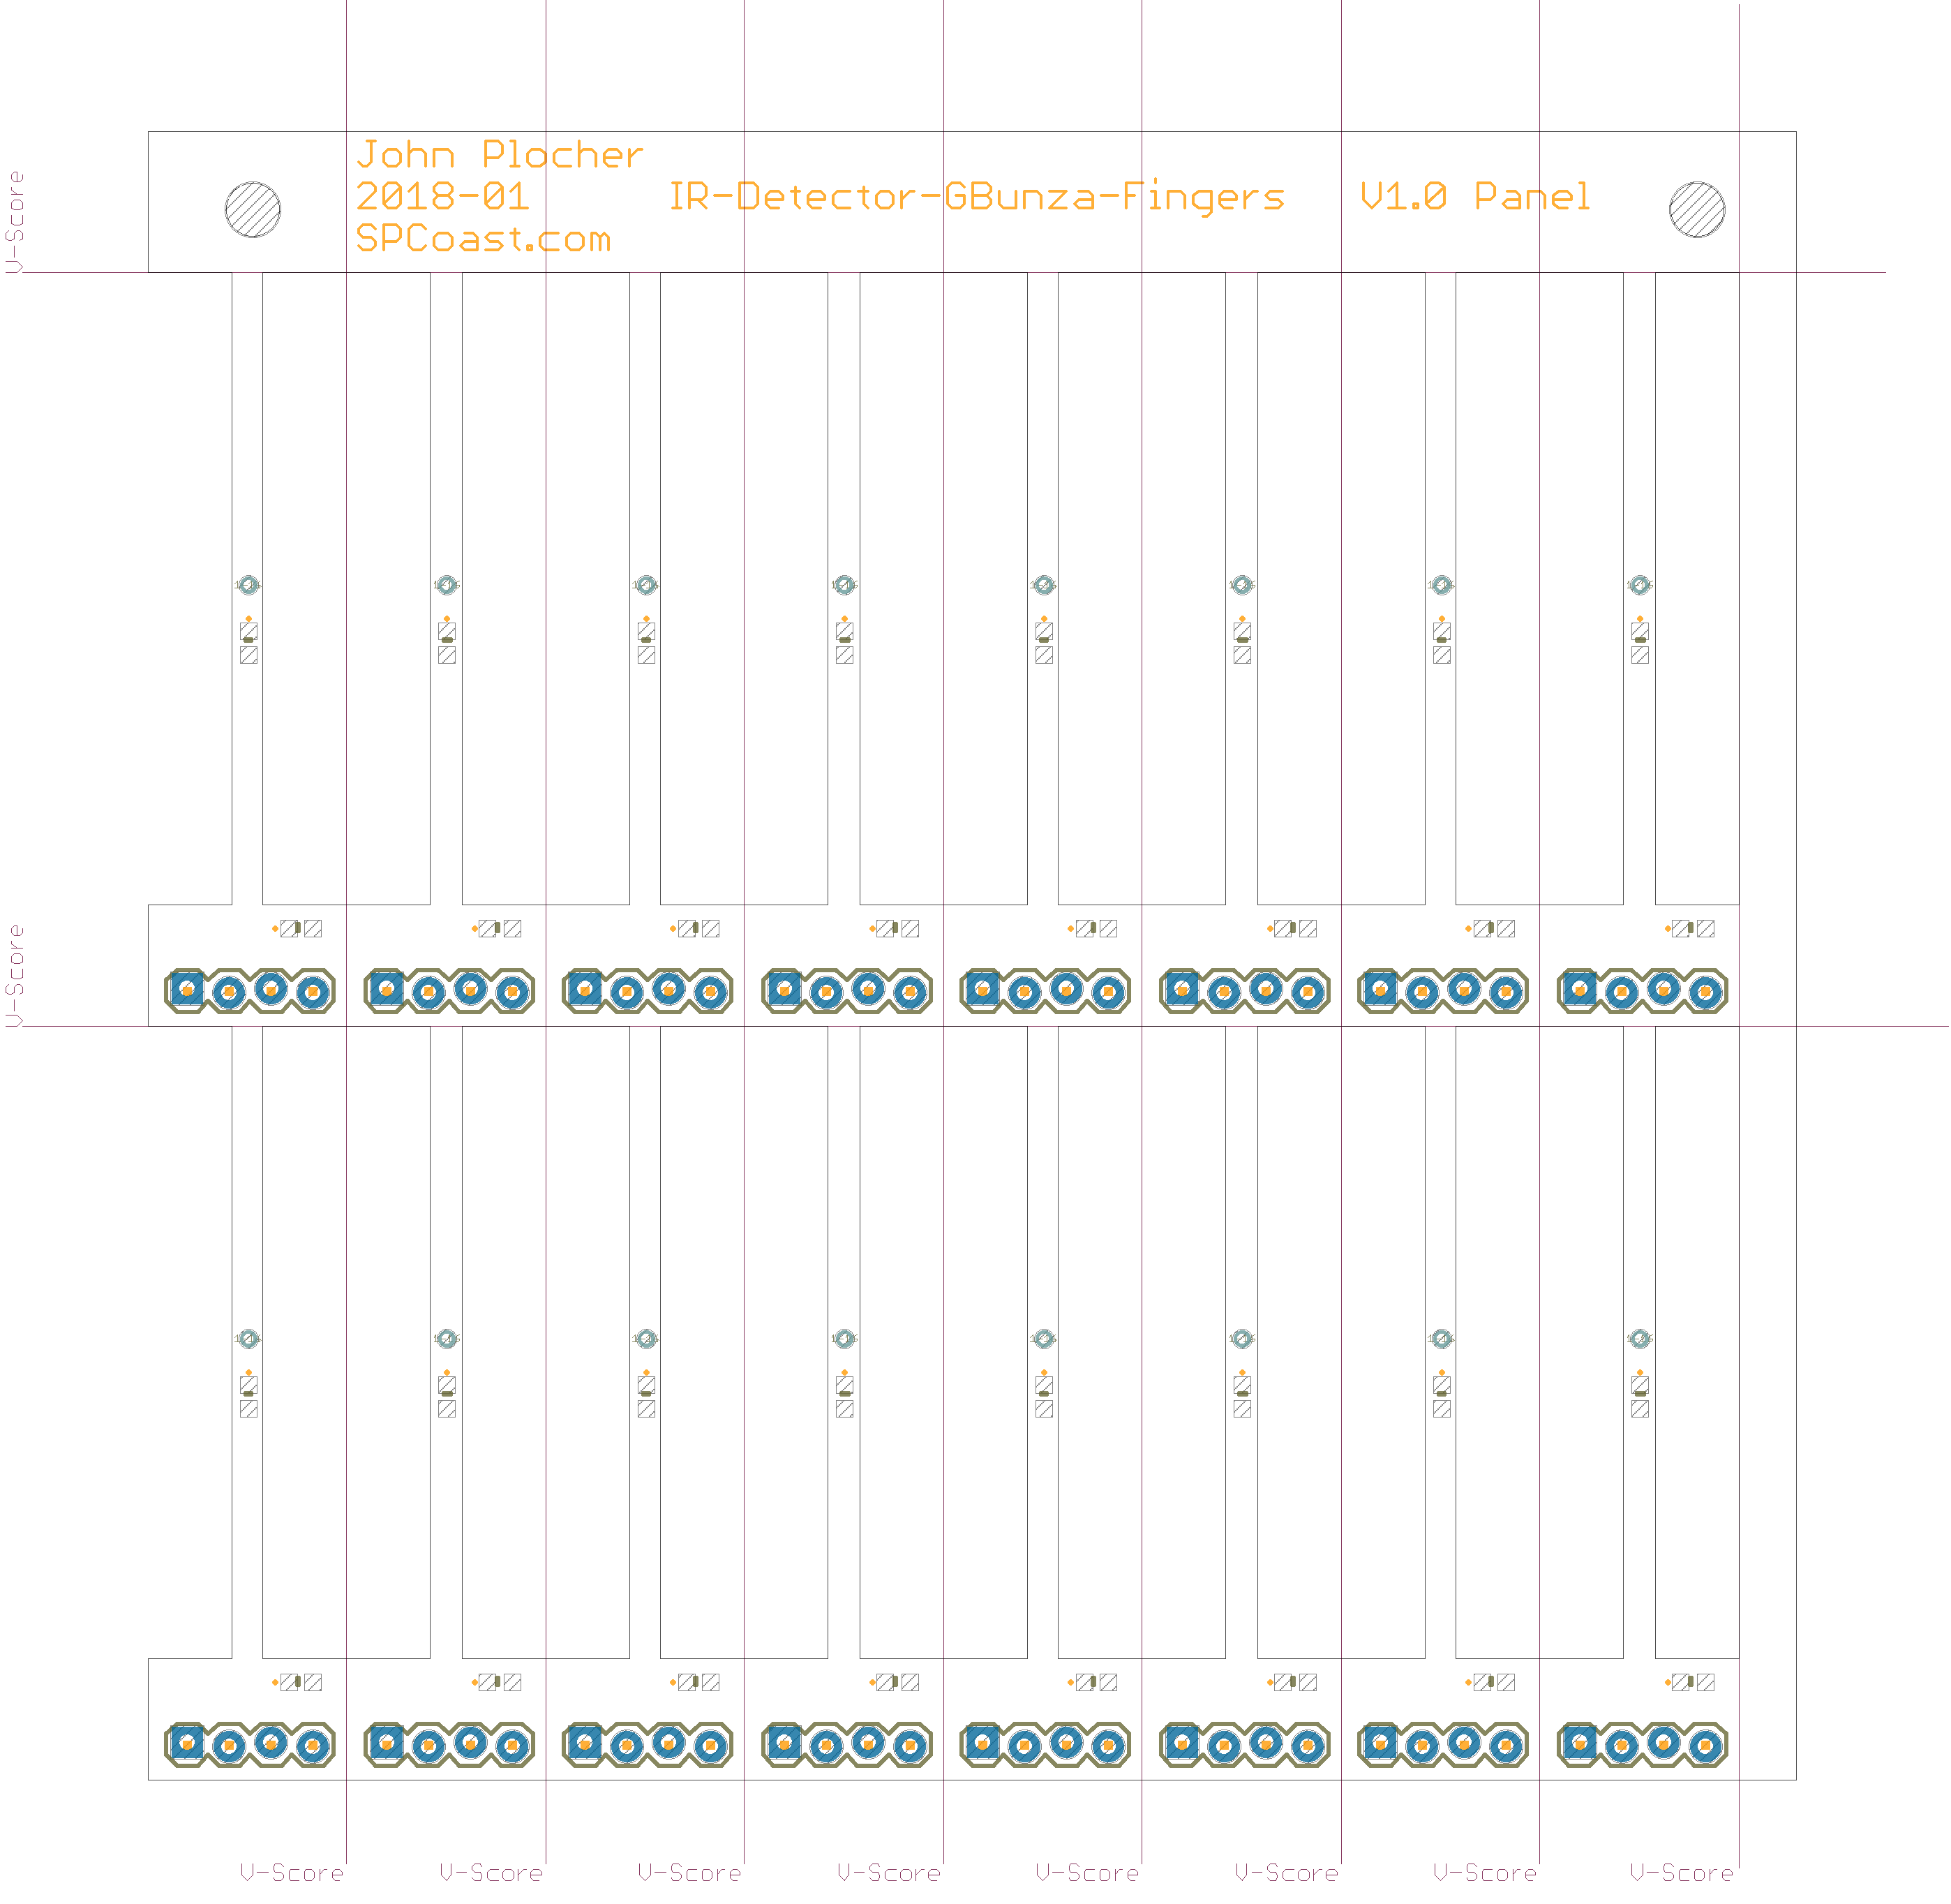 John Plocher
2018-01 IR-Detector-GBunza-Fingers V1.0 Panel
SPCoast.com
V-Score
V-Score
V-Score V-Score V-Score V-Score V-Score V-Score V-Score V-Score